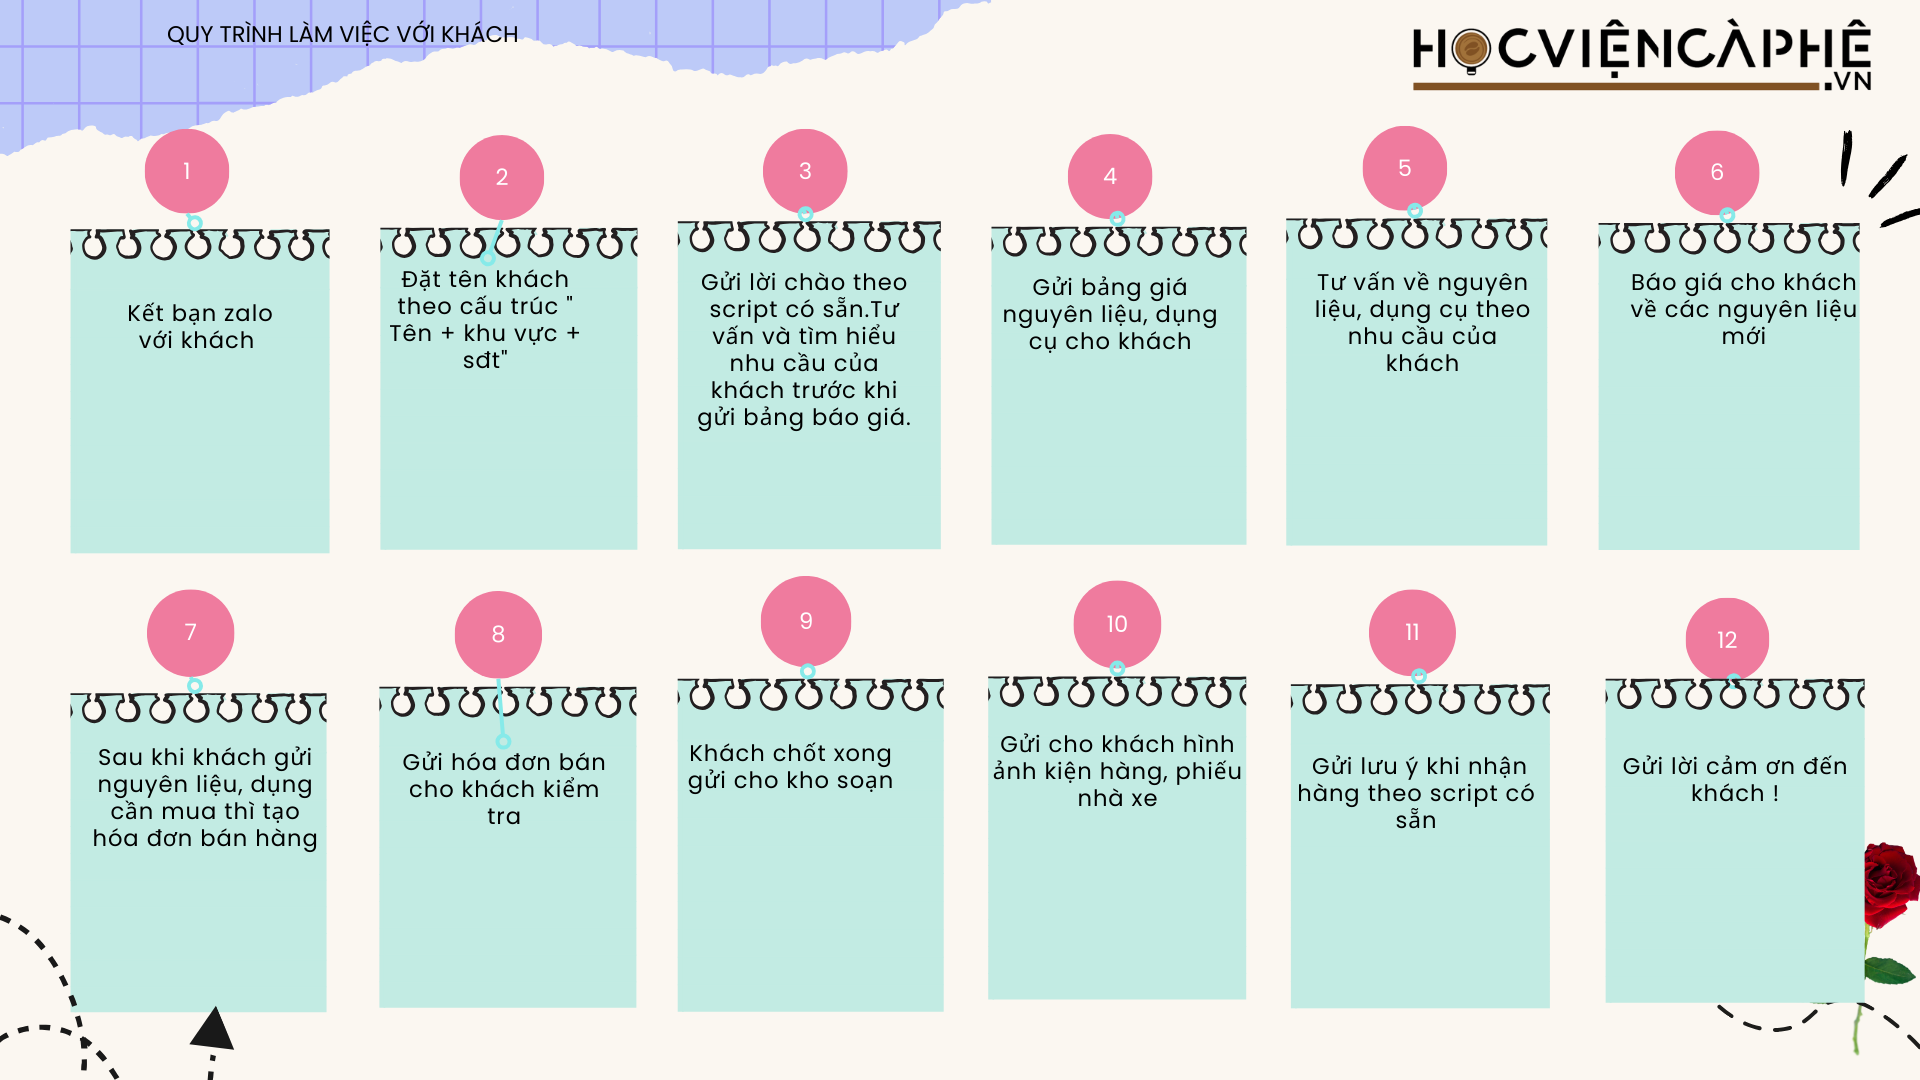 QUY TRÌNH LÀM VIỆC VỚI KHÁCH
HỌCVIỆNCÀPHÊ
.VN
1
Kết bạn zalo
với khách
2
Đặt tên khách
theo cấu trúc "
Tên + khu vực +
sđt"
3
Gửi lời chào theo
script có sẵn.Tư
vấn và tìm hiểu
nhu cầu của
khách trước khi
gửi bảng báo giá.
4
Gửi bảng giá
nguyên liệu, dụng
cụ cho khách
5
Tư vấn về nguyên
liệu, dụng cụ theo
nhu cầu của
khách
6
Báo giá cho khách
về các nguyên liệu
mới
7
Sau khi khách gửi
nguyên liệu, dụng
cần mua thì tạo
hóa đơn bán hàng
8
Gửi hóa đơn bán
cho khách kiểm
tra
9
Khách chốt xong
gửi cho kho soạn
10
Gửi cho khách hình
ảnh kiện hàng, phiếu
nhà xe
11
Gửi lưu ý khi nhận
hàng theo script có
sẵn
12
Gửi lời cảm ơn đến
khách !